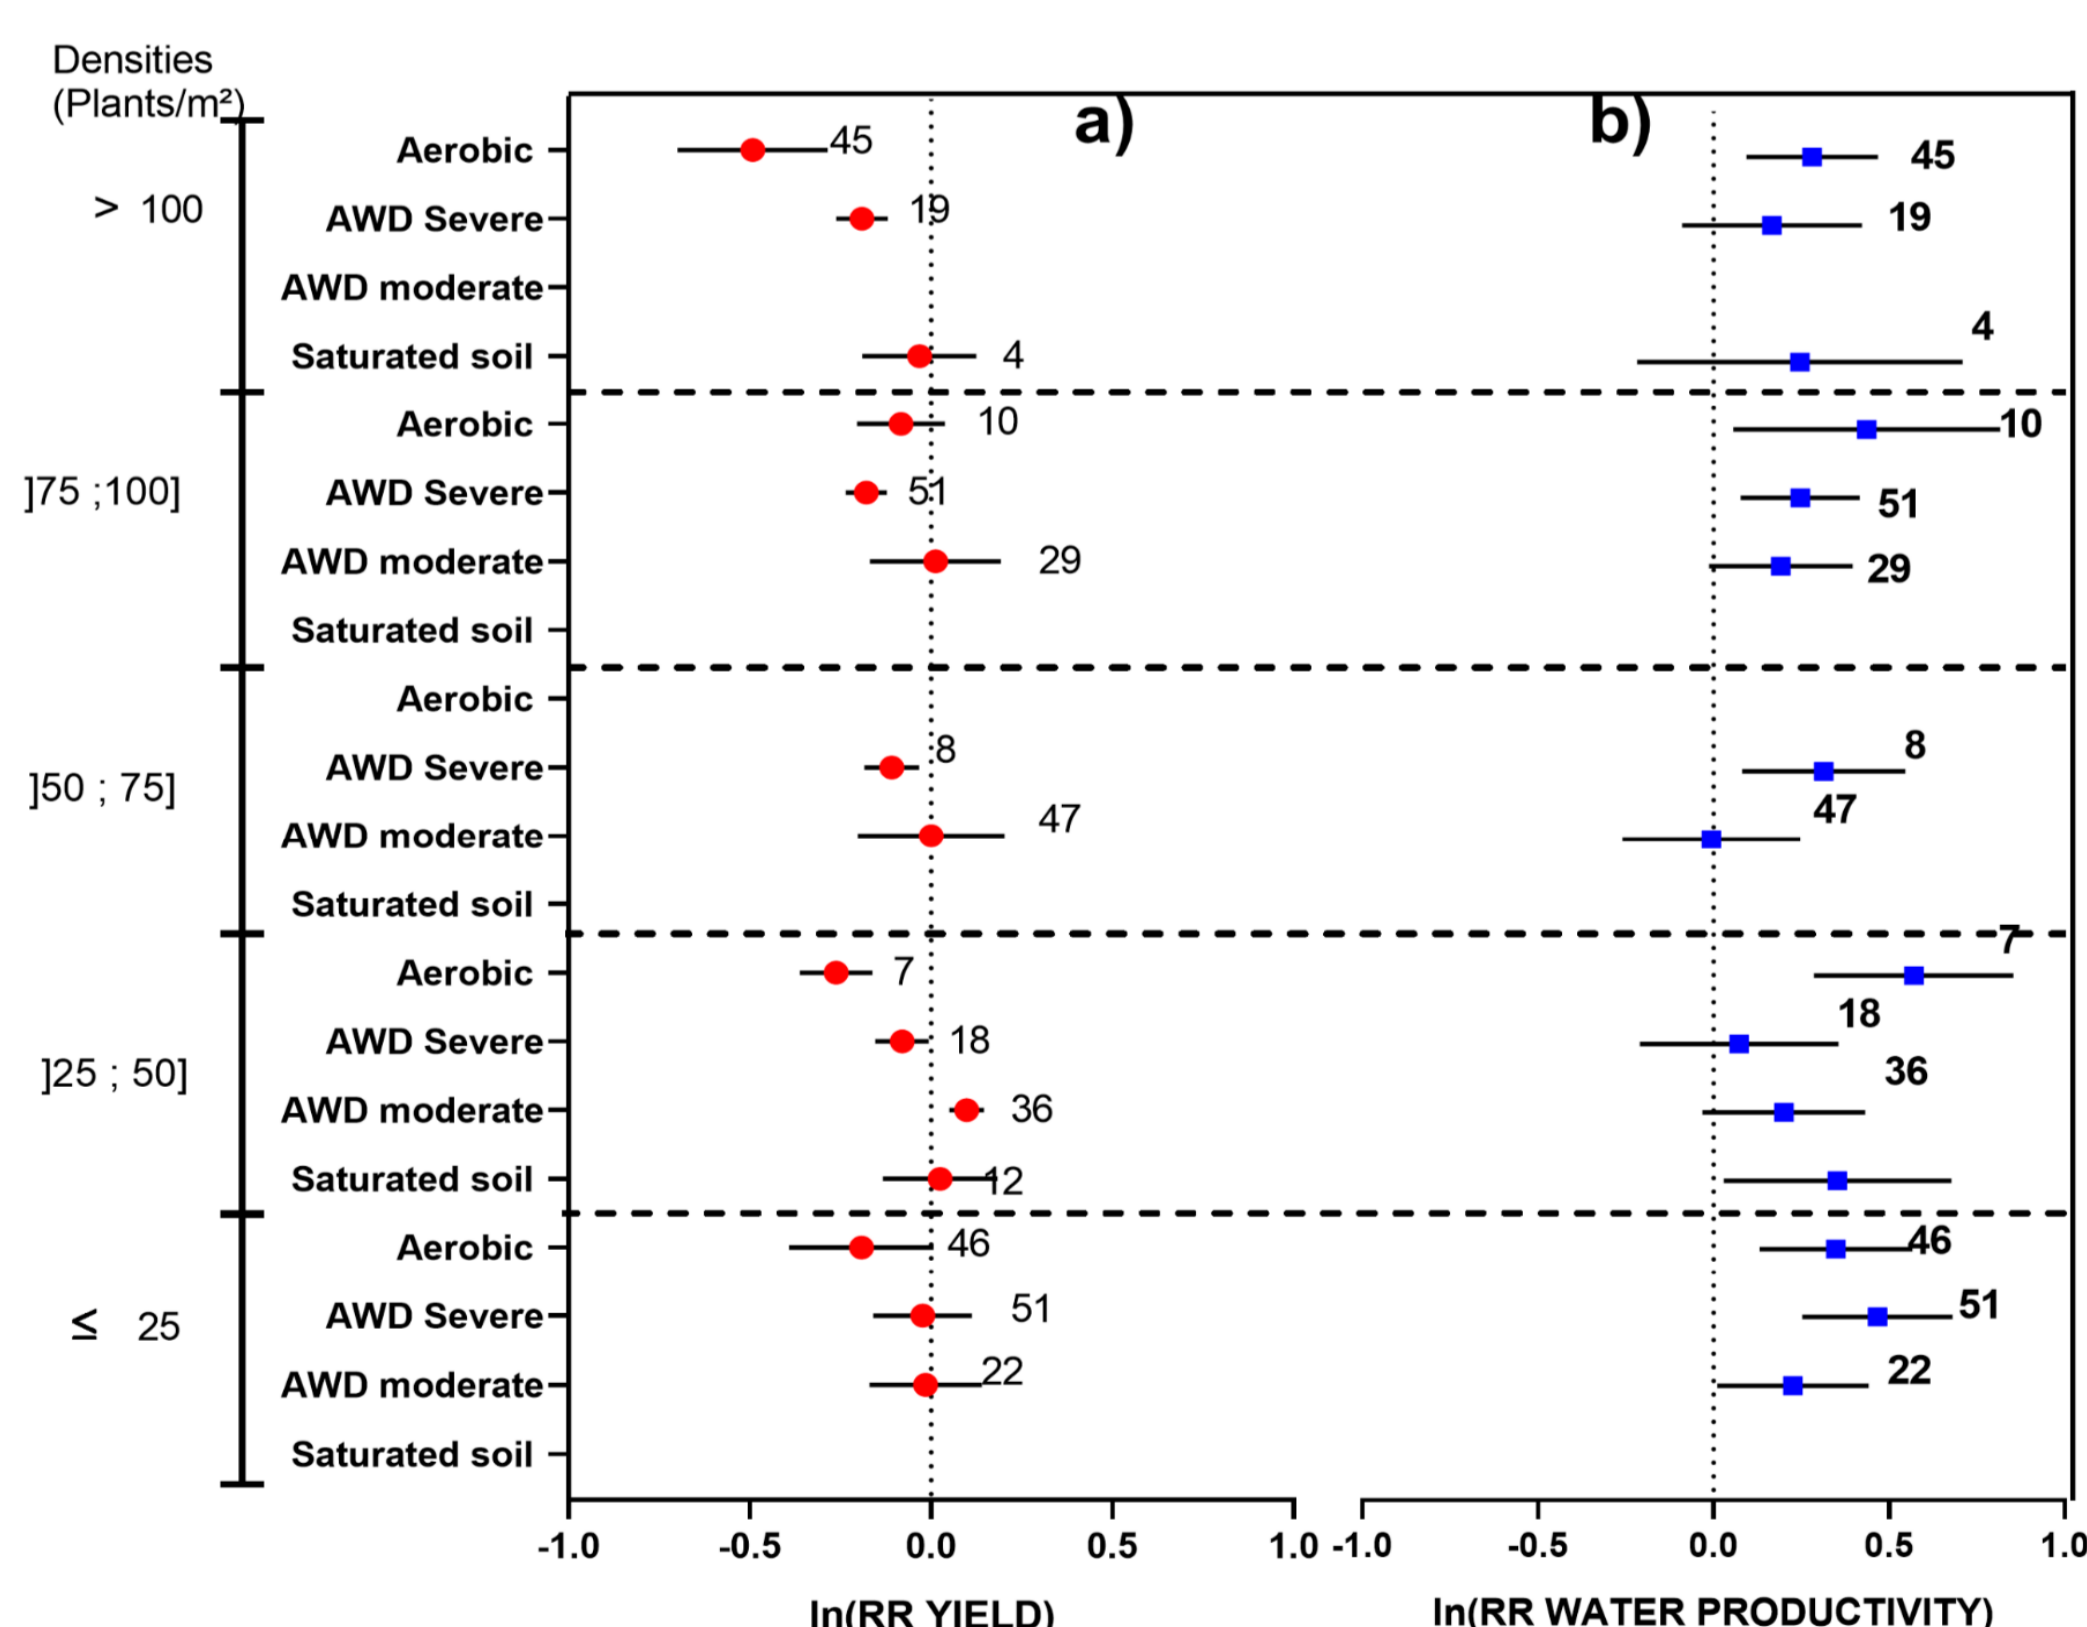 Densities
(Plants/m²)
a)
b)
Aerobic 45 45
> 100
AWD Severe 19 19
AWD moderate
Saturated soil 4 4
Aerobic 10 10
]75 ;100]
AWD Severe 51 51
AWD moderate 29 29
Saturated soil
Aerobic
]50 ; 75]
AWD Severe 8 8
AWD moderate 47 47
Saturated soil
Aerobic 7 7
]25 ; 50]
AWD Severe 18 18
AWD moderate 36 36
Saturated soil 12
Aerobic 46 46
≤ 25
AWD Severe 51 51
AWD moderate 22 22
Saturated soil
-1.0 -0.5 0.0 0.5 1.0 -1.0 -0.5 0.0 0.5 1.0
ln(RR YIELD) ln(RR WATER PRODUCTIVITY)